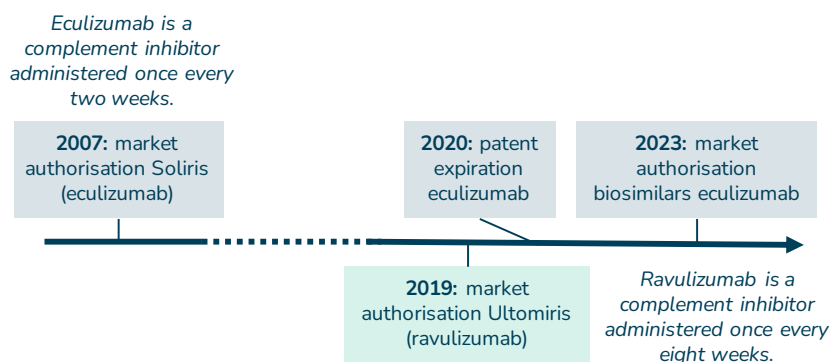 Eculizumab is a
complement inhibitor
administered once every
two weeks.
2007: market
authorisation Soliris
(eculizumab)
2020: patent
expiration
eculizumab
2023: market
authorisation
biosimilars eculizumab
2019: market
authorisation Ultomiris
(ravulizumab)
Ravulizumab is a
complement inhibitor
administered once every
eight weeks.